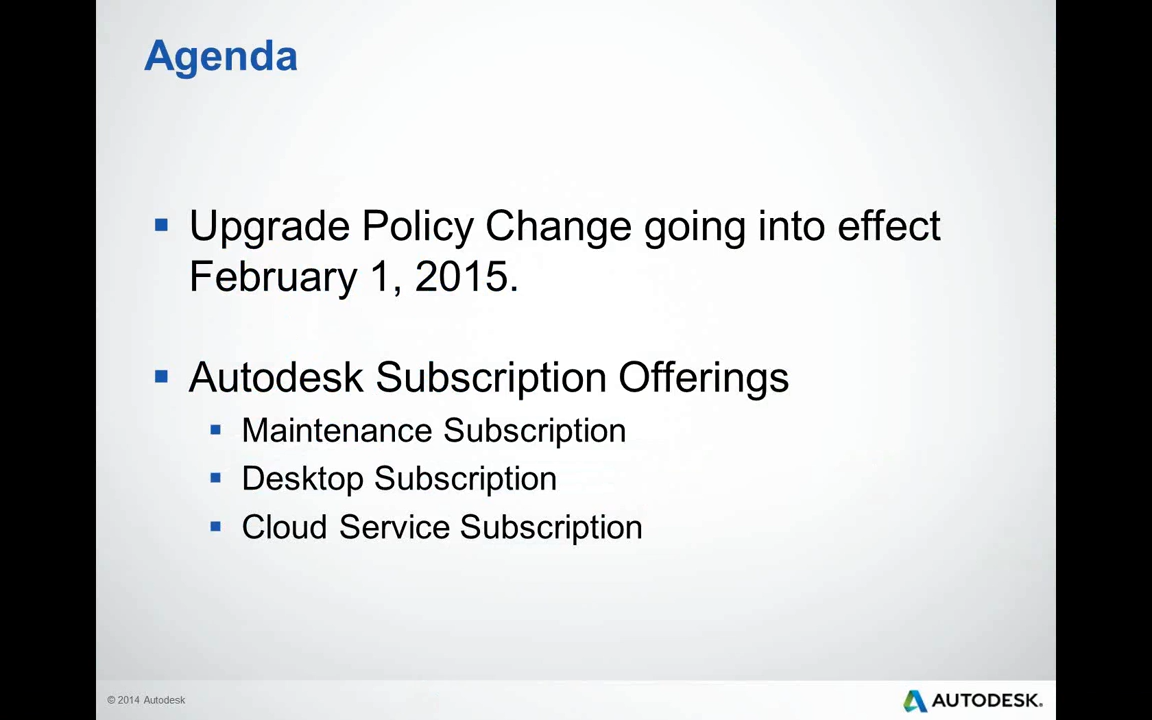 Agenda
Upgrade Policy Change going into effect
February 1, 2015.
Autodesk Subscription Offerings
Maintenance Subscription
Desktop Subscription
Cloud Service Subscription
© 2014 Autodesk
AUTODESK.